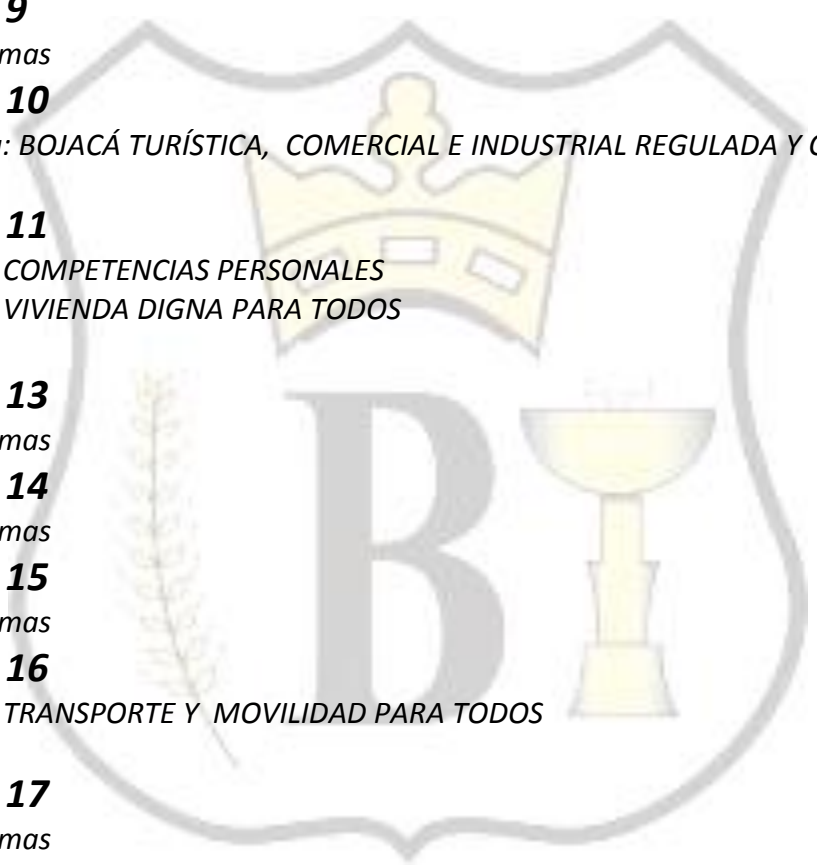 9
mas
10
: BOJACÁ TURÍSTICA, COMERCIAL E INDUSTRIAL REGULADA Y
11
COMPETENCIAS PERSONALES
VIVIENDA DIGNA PARA TODOS
13
mas
14
mas
15
mas
16
TRANSPORTE Y MOVILIDAD PARA TODOS
17
mas
B